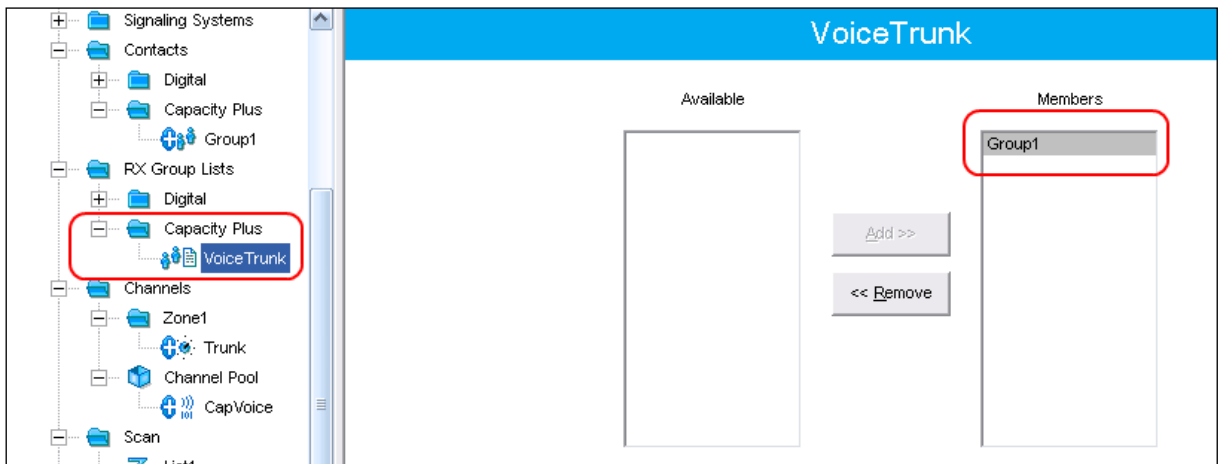 Signaling Systems
Contacts
Digital
Capacity Plus
Group1
RX Group Lists
Digital
Capacity Plus
VoiceTrunk
Channels
Zone1
Trunk
Channel Pool
CapVoice
Scan
List1
VoiceTrunk
Available
Members
Group1
Add >>
<< Remove